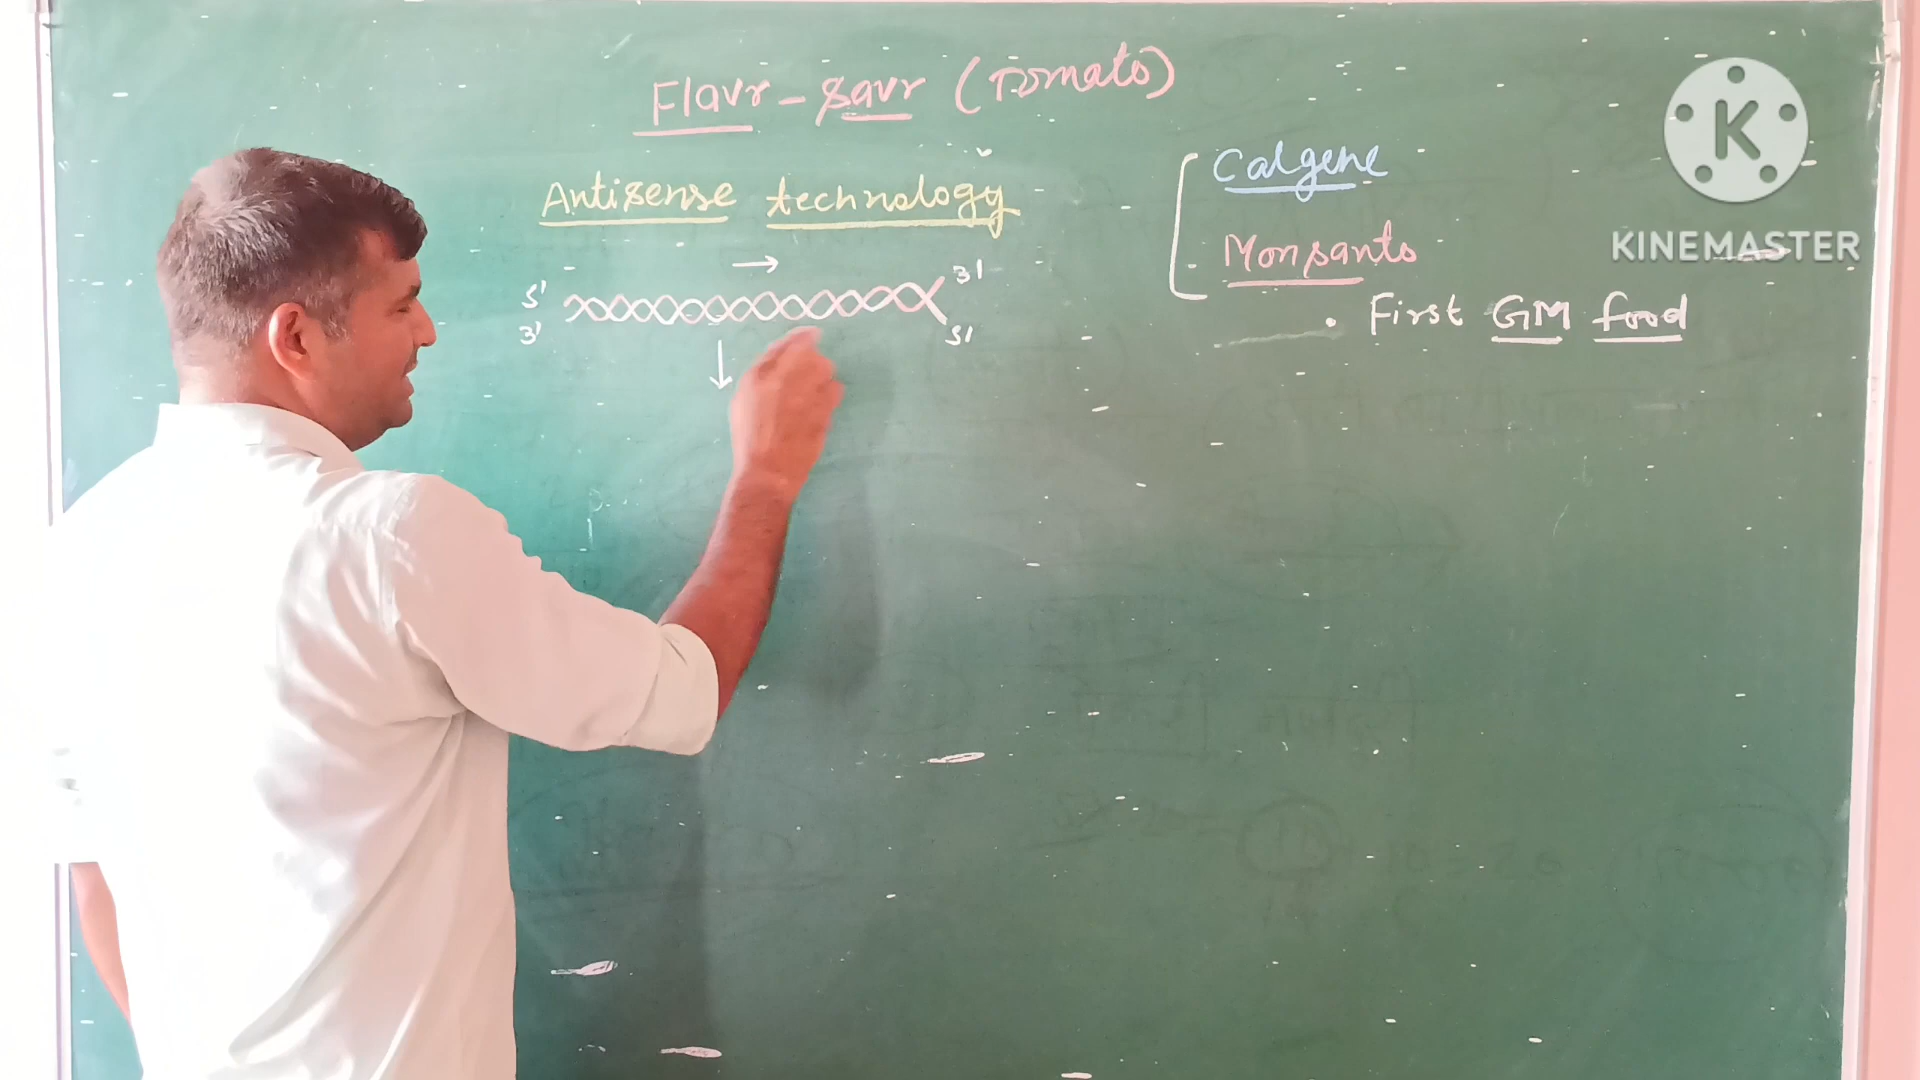 Flavr-savr (Tomato)
Antisense technology
Calgene
Monsanto
. First GM food
5' 3'
3' 5'
K
KINEMASTER